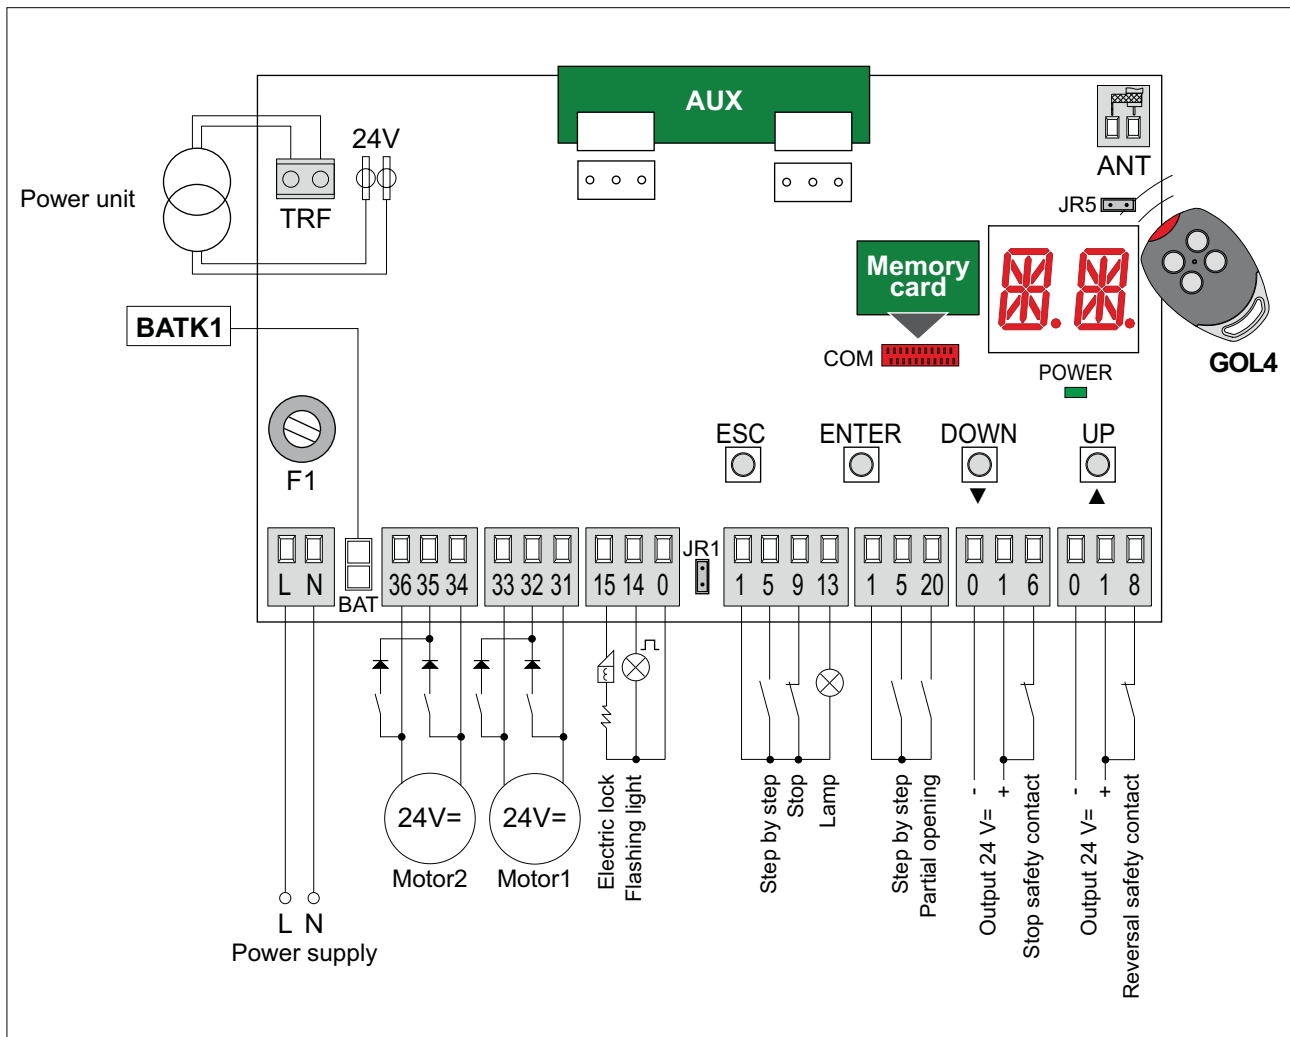 AUX
24V
ANT
Power unit
TRF
JR5
Memory
card
BATK1
COM
GOL4
POWER
ESC ENTER DOWN UP
F1
▼ ▲
JR1
L N 36 35 34 33 32 31 15 14 0 1 5 9 13 1 5 20 0 1 6 0 1 8
BAT
24V= 24V=
Motor2 Motor1
Electric lock
Flashing light
Step by step
Stop
Lamp
Step by step
Partial opening
- +
Output 24 V=
Stop safety contact
- +
Output 24 V=
Reversal safety contact
L N
Power supply